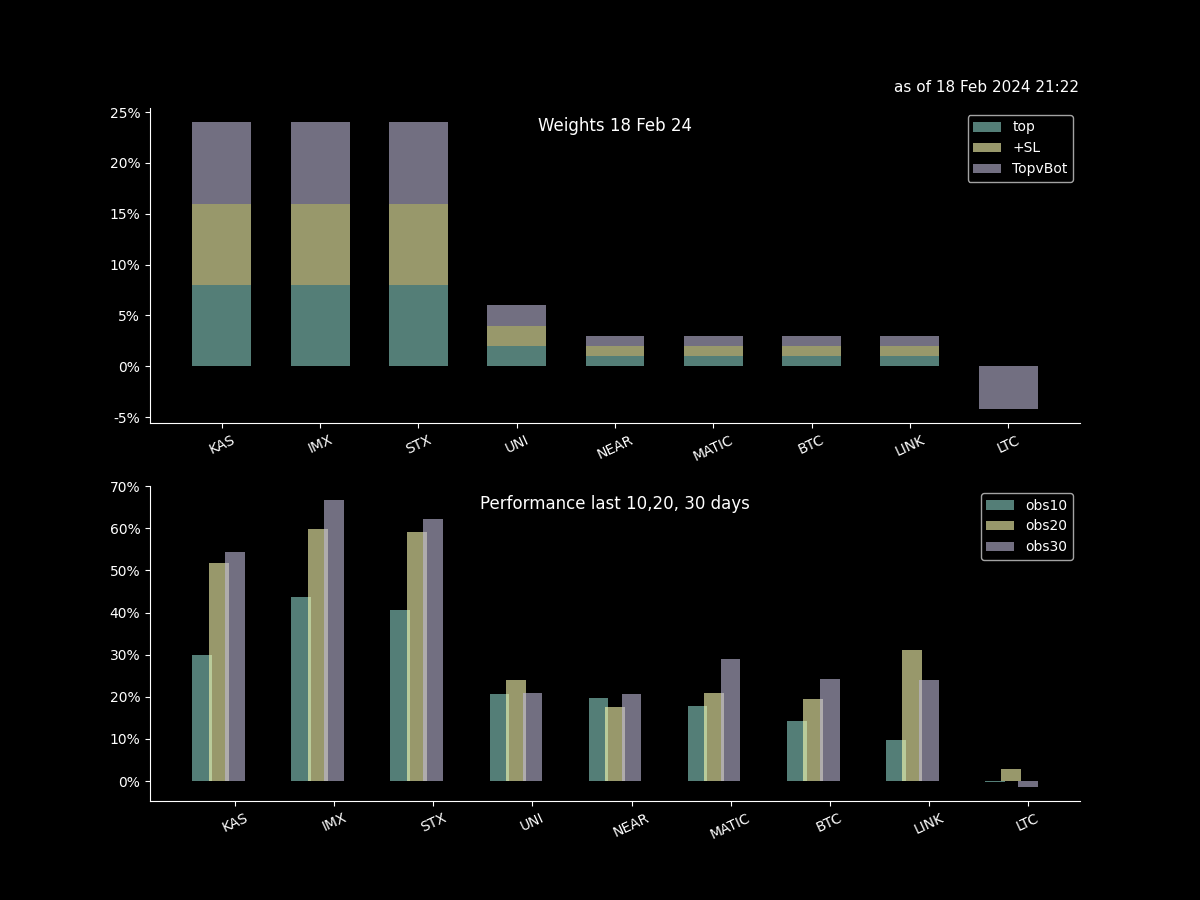 as of 18 Feb 2024 21:22
Weights 18 Feb 24
top
+SL
TopvBot
25%
20%
15%
10%
5%
0%
-5%
KAS IMX STX UNI NEAR MATIC BTC LINK LTC
Performance last 10,20, 30 days
obs10
obs20
obs30
70%
60%
50%
40%
30%
20%
10%
0%
KAS IMX STX UNI NEAR MATIC BTC LINK LTC